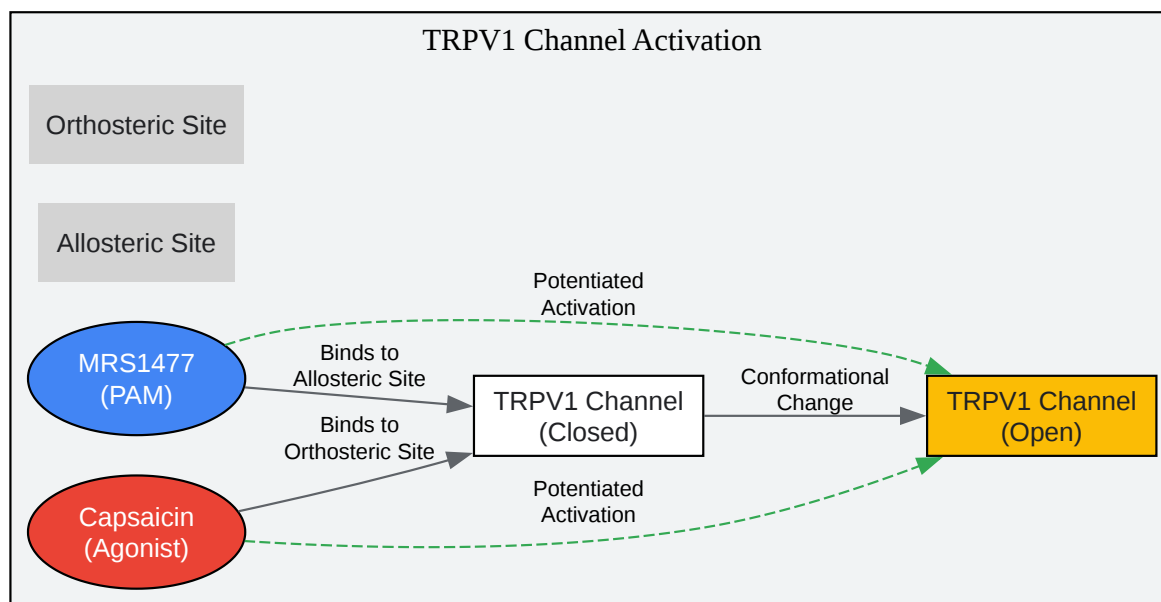 TRPV1 Channel Activation
Orthosteric Site
Allosteric Site
Potentiated
Activation
MRS1477
(PAM)
Binds to
Allosteric Site
Conformational
Change
TRPV1 Channel
(Closed)
TRPV1 Channel
(Open)
Binds to
Orthosteric Site
Potentiated
Activation
Capsaicin
(Agonist)